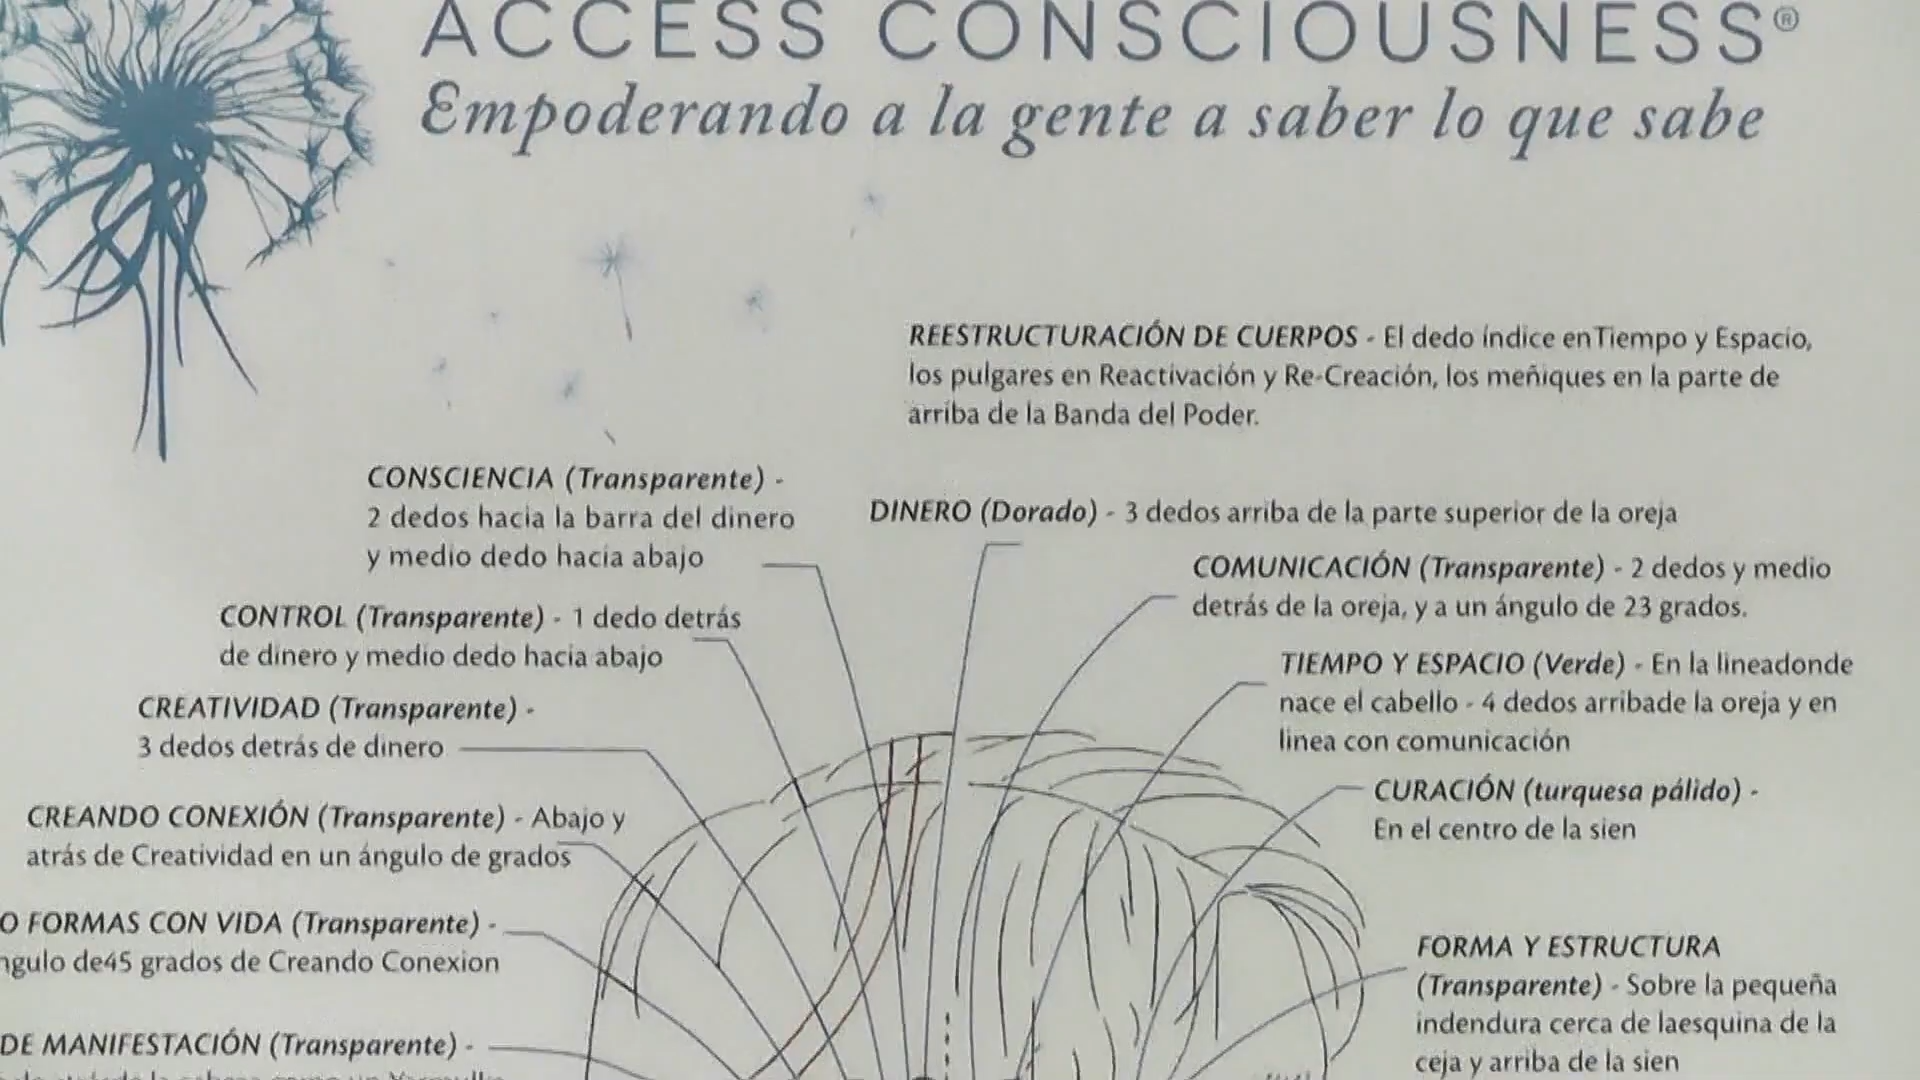 ACCESS CONSCIOUSNESS®
Empoderando a la gente a saber lo que sabe
REESTRUCTURACIÓN DE CUERPOS - El dedo índice enTiempo y Espacio,
los pulgares en Reactivación y Re-Creación, los meñiques en la parte de
arriba de la Banda del Poder.
CONSCIENCIA (Transparente) -
2 dedos hacia la barra del dinero
y medio dedo hacia abajo
DINERO (Dorado) - 3 dedos arriba de la parte superior de la oreja
COMUNICACIÓN (Transparente) - 2 dedos y medio
detrás de la oreja, y a un ángulo de 23 grados.
CONTROL (Transparente) - 1 dedo detrás
de dinero y medio dedo hacia abajo
TIEMPO Y ESPACIO (Verde) - En la lineadonde
nace el cabello - 4 dedos arribade la oreja y en
linea con comunicación
CREATIVIDAD (Transparente) -
3 dedos detrás de dinero
CURACIÓN (turquesa pálido) -
En el centro de la sien
CREANDO CONEXIÓN (Transparente) - Abajo y
atrás de Creatividad en un ángulo de grados
O FORMAS CON VIDA (Transparente) -
ngulo de45 grados de Creando Conexion
FORMA Y ESTRUCTURA
(Transparente) - Sobre la pequeña
indendura cerca de laesquina de la
ceja y arriba de la sien
DE MANIFESTACIÓN (Transparente) -